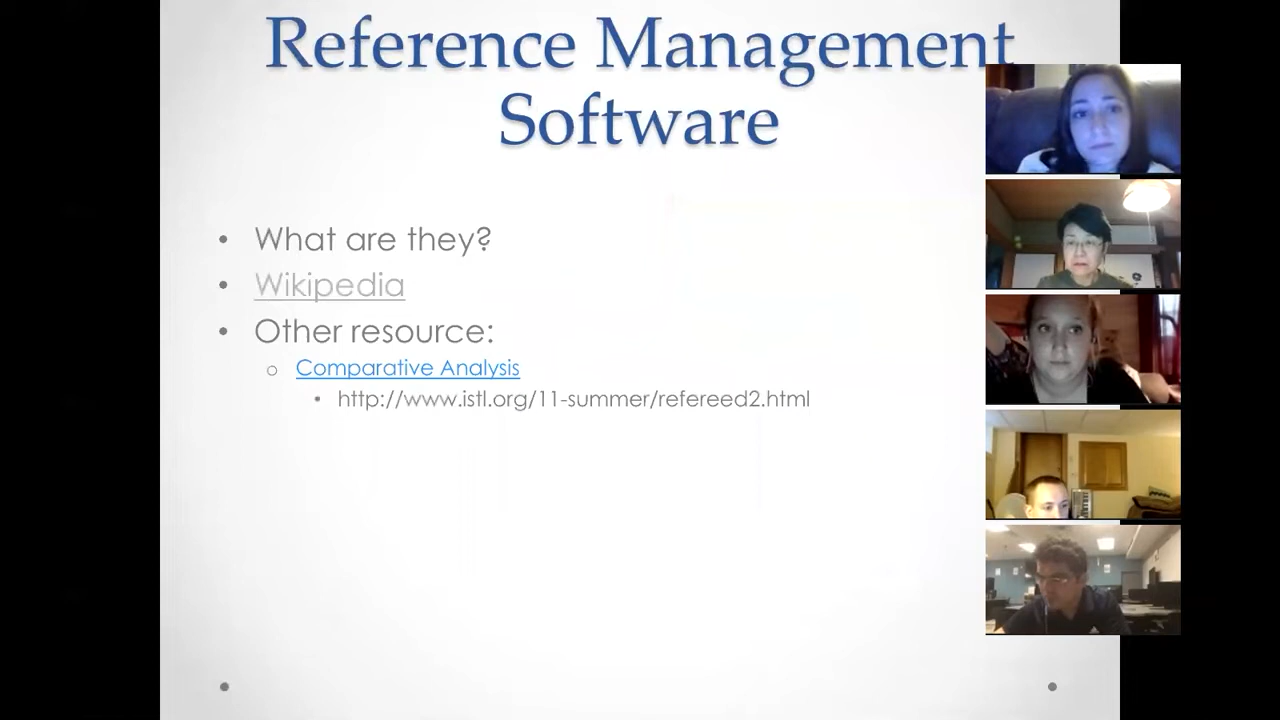 Reference Management
Software
• What are they?
• Wikipedia
• Other resource:
o Comparative Analysis
• http://www.istl.org/11-summer/refereed2.html